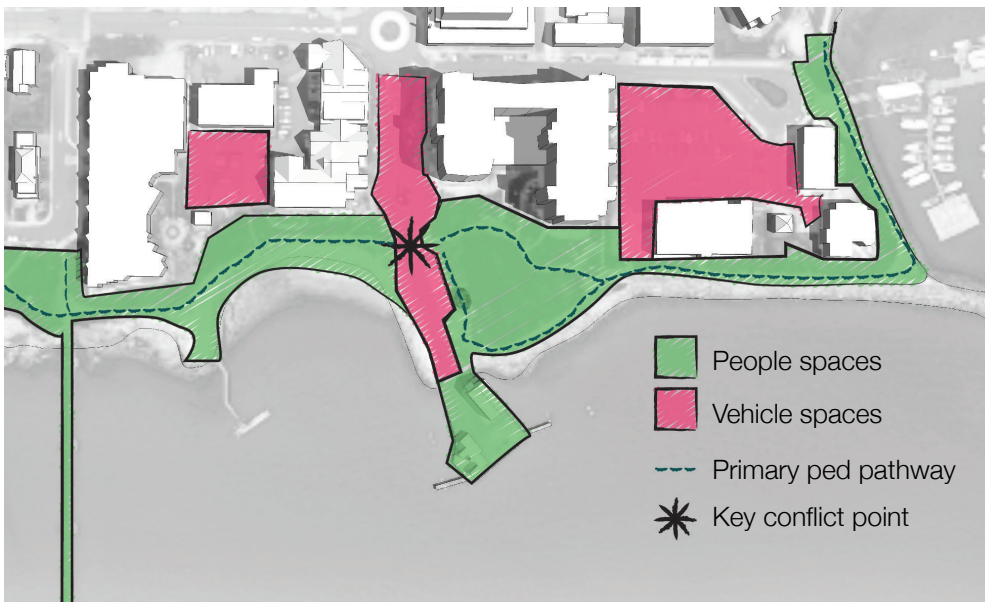 People spaces
Vehicle spaces
Primary ped pathway
Key conflict point